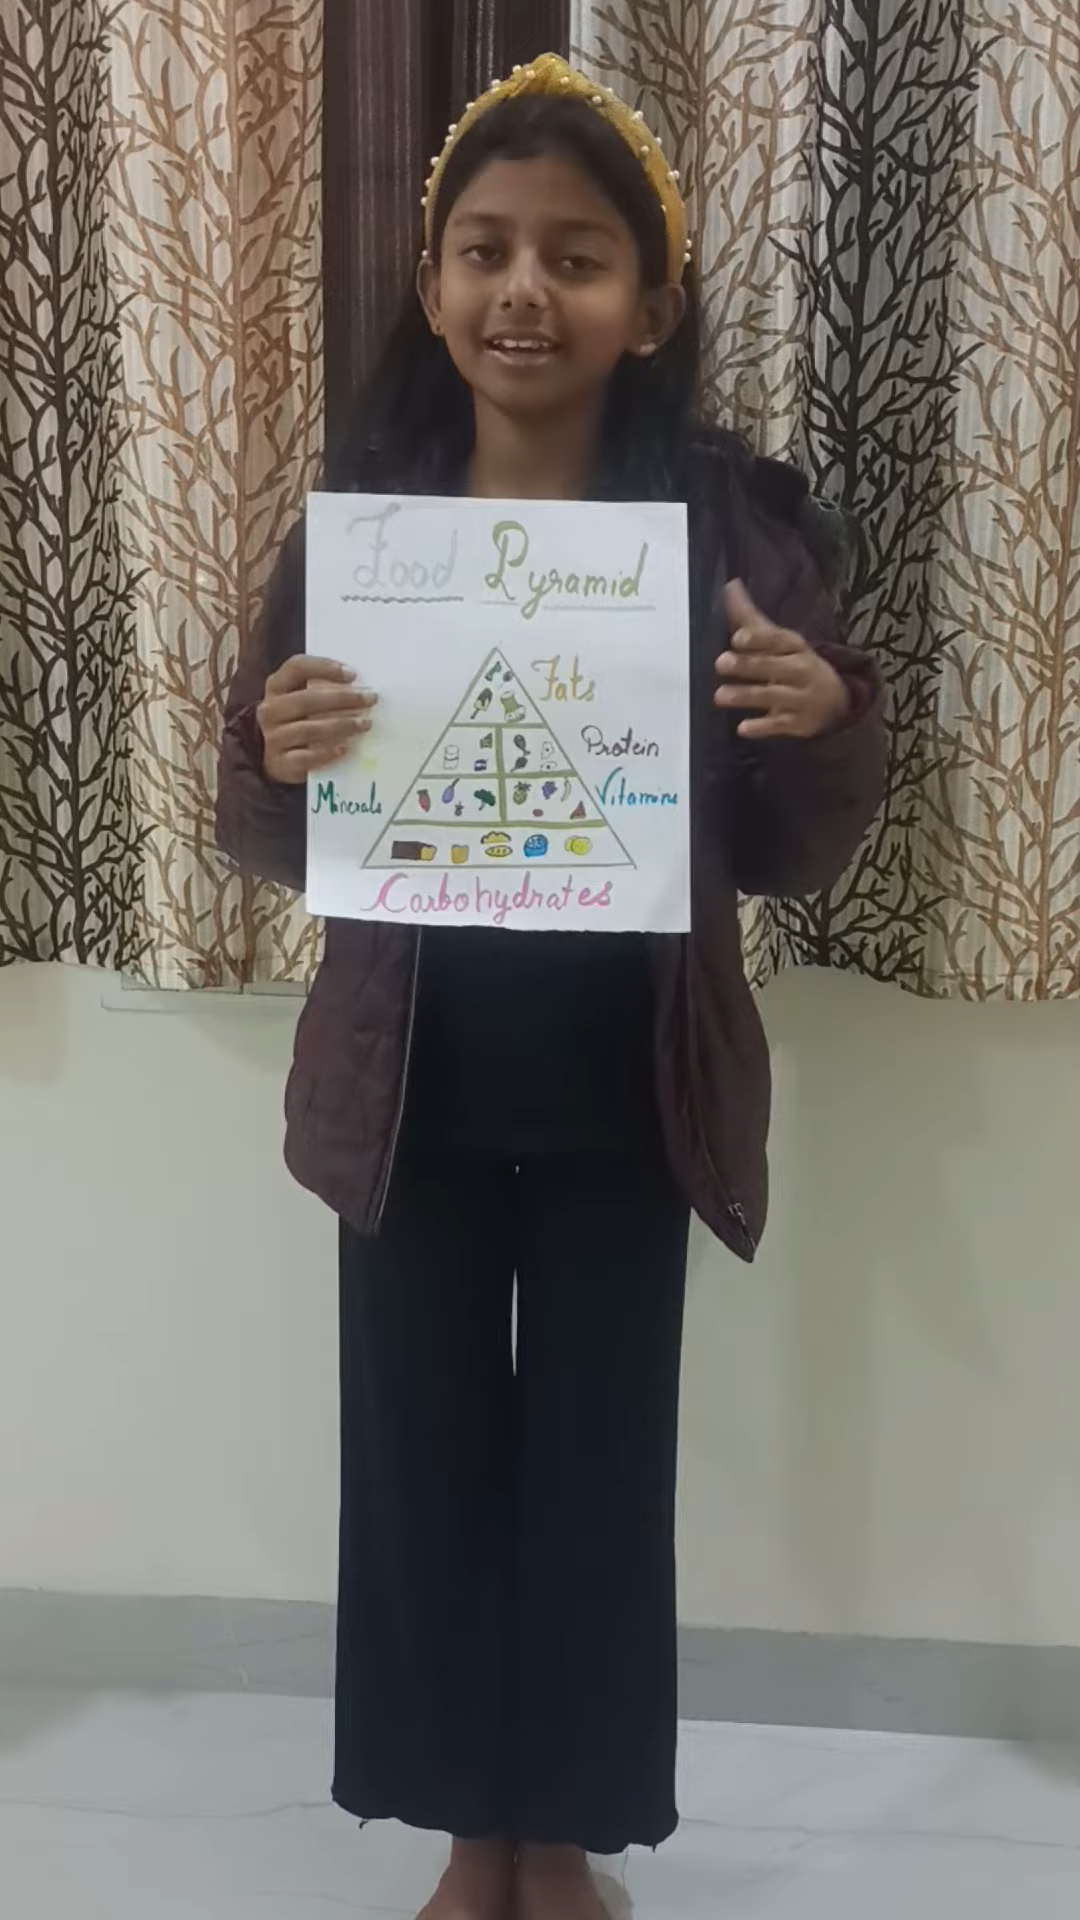 Food Pyramid
Fats
Protein
Minerals
Vitamins
Carbohydrates